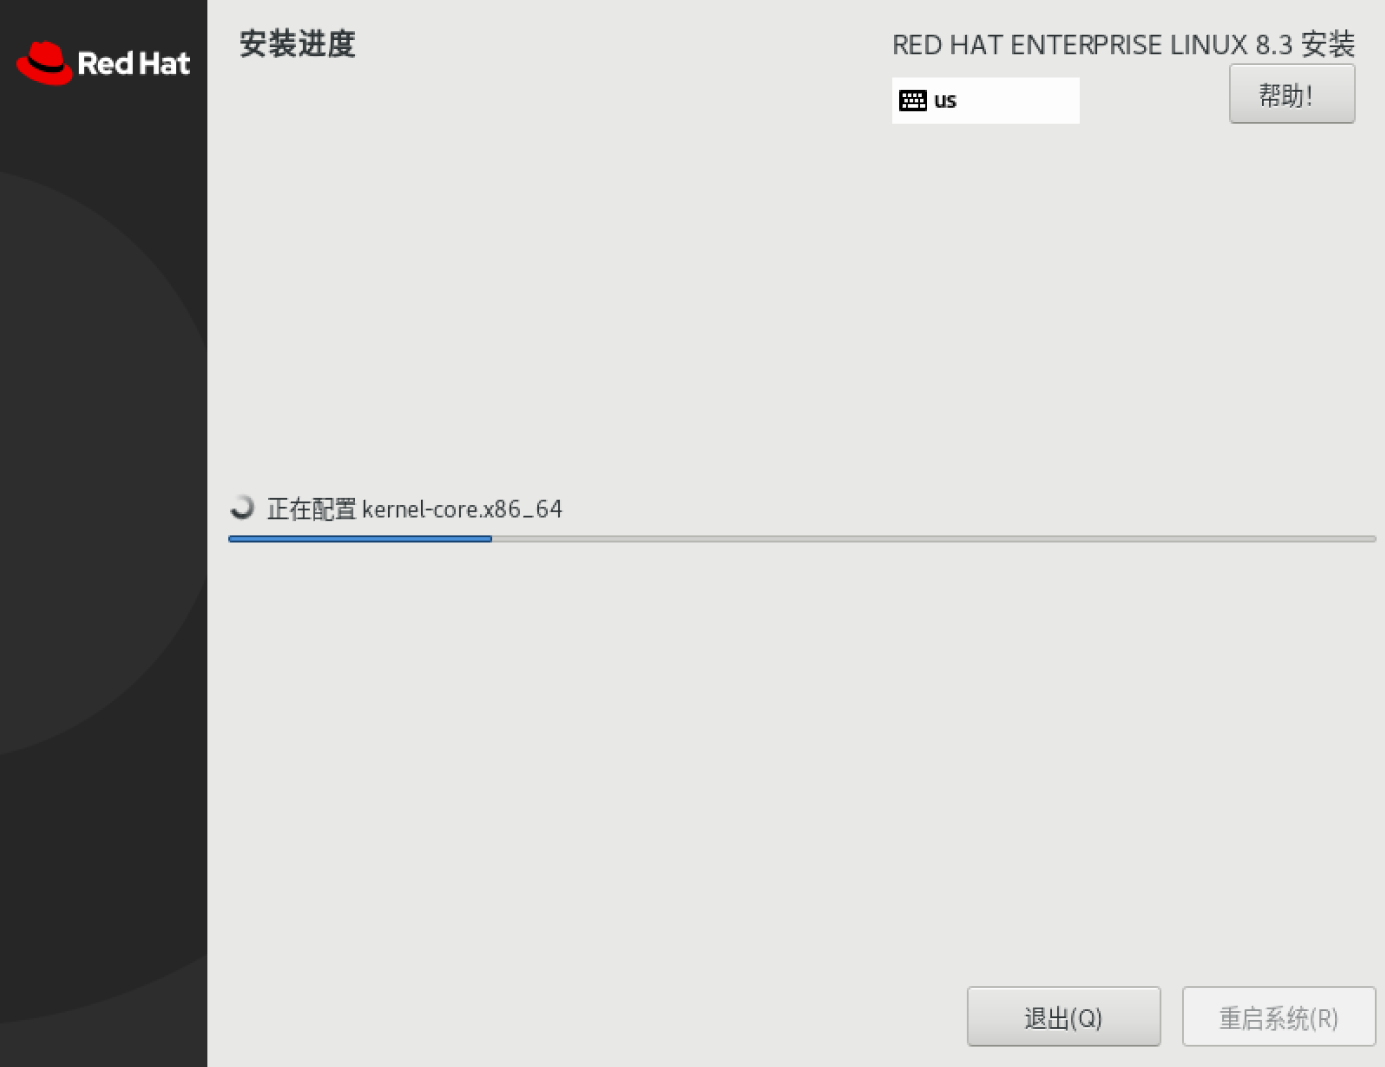 Red Hat
安装进度
RED HAT ENTERPRISE LINUX 8.3 安装
us
帮助！
正在配置 kernel-core.x86_64
退出(Q)
重启系统(R)